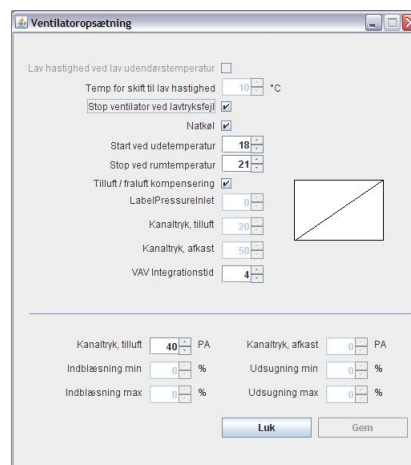 Ventilatoropsætning
Lav hastighed ved lav udendørstemperatur
Temp for skift til lav hastighed 10 °C
Stop ventilator ved lavtryksfejl
Natkøl
Start ved udetemperatur 18
Stop ved rumtemperatur 21
Tilluft / fraluft kompensering
LabelPressureInlet 0
Kanaltryk, tilluft 20
Kanaltryk, afkast 50
VAV Integrationstid 4
Kanaltryk, tilluft 40 PA Kanaltryk, afkast 0 PA
Indblæsning min 0 % Udsugning min 0 %
Indblæsning max 0 % Udsugning max 0 %
Luk Gem